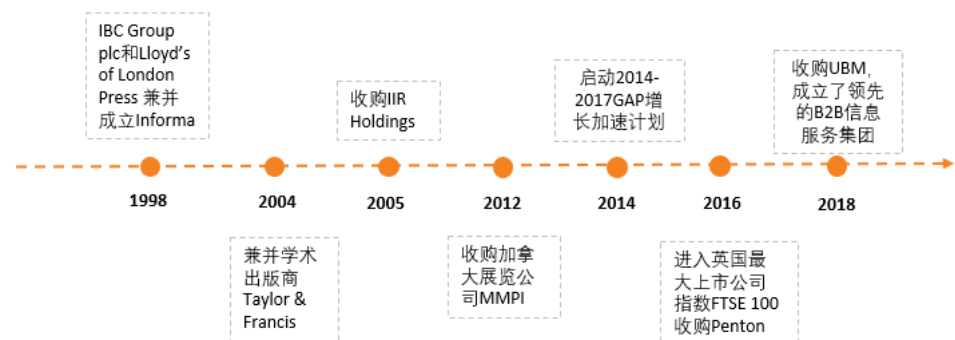 IBC Group
plc和Lloyd's
of London
Press 兼并
成立Informa
收购IIR
Holdings
启动2014-
2017GAP增
长加速计划
收购UBM，
成立了领先
的B2B信息
服务集团
1998
2004
2005
2012
2014
2016
2018
兼并学术
出版商
Taylor &
Francis
收购加拿
大展览公
司MMPI
进入英国最
大上市公司
指数FTSE 100
收购Penton